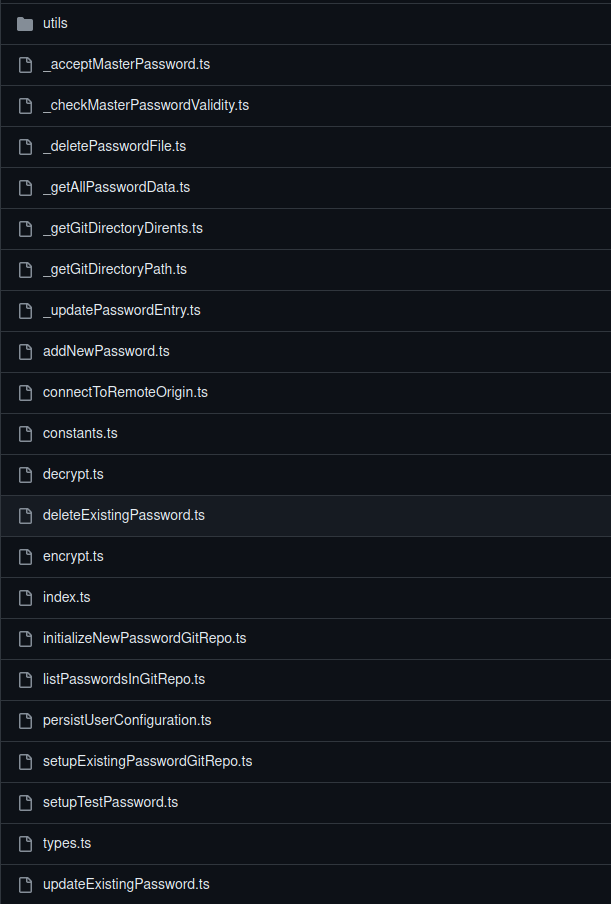 utils
_acceptMasterPassword.ts
_checkMasterPasswordValidity.ts
_deletePasswordFile.ts
_getAllPasswordData.ts
_getGitDirectoryDirents.ts
_getGitDirectoryPath.ts
_updatePasswordEntry.ts
addNewPassword.ts
connectToRemoteOrigin.ts
constants.ts
decrypt.ts
deleteExistingPassword.ts
encrypt.ts
index.ts
initializeNewPasswordGitRepo.ts
listPasswordsInGitRepo.ts
persistUserConfiguration.ts
setupExistingPasswordGitRepo.ts
setupTestPassword.ts
types.ts
updateExistingPassword.ts